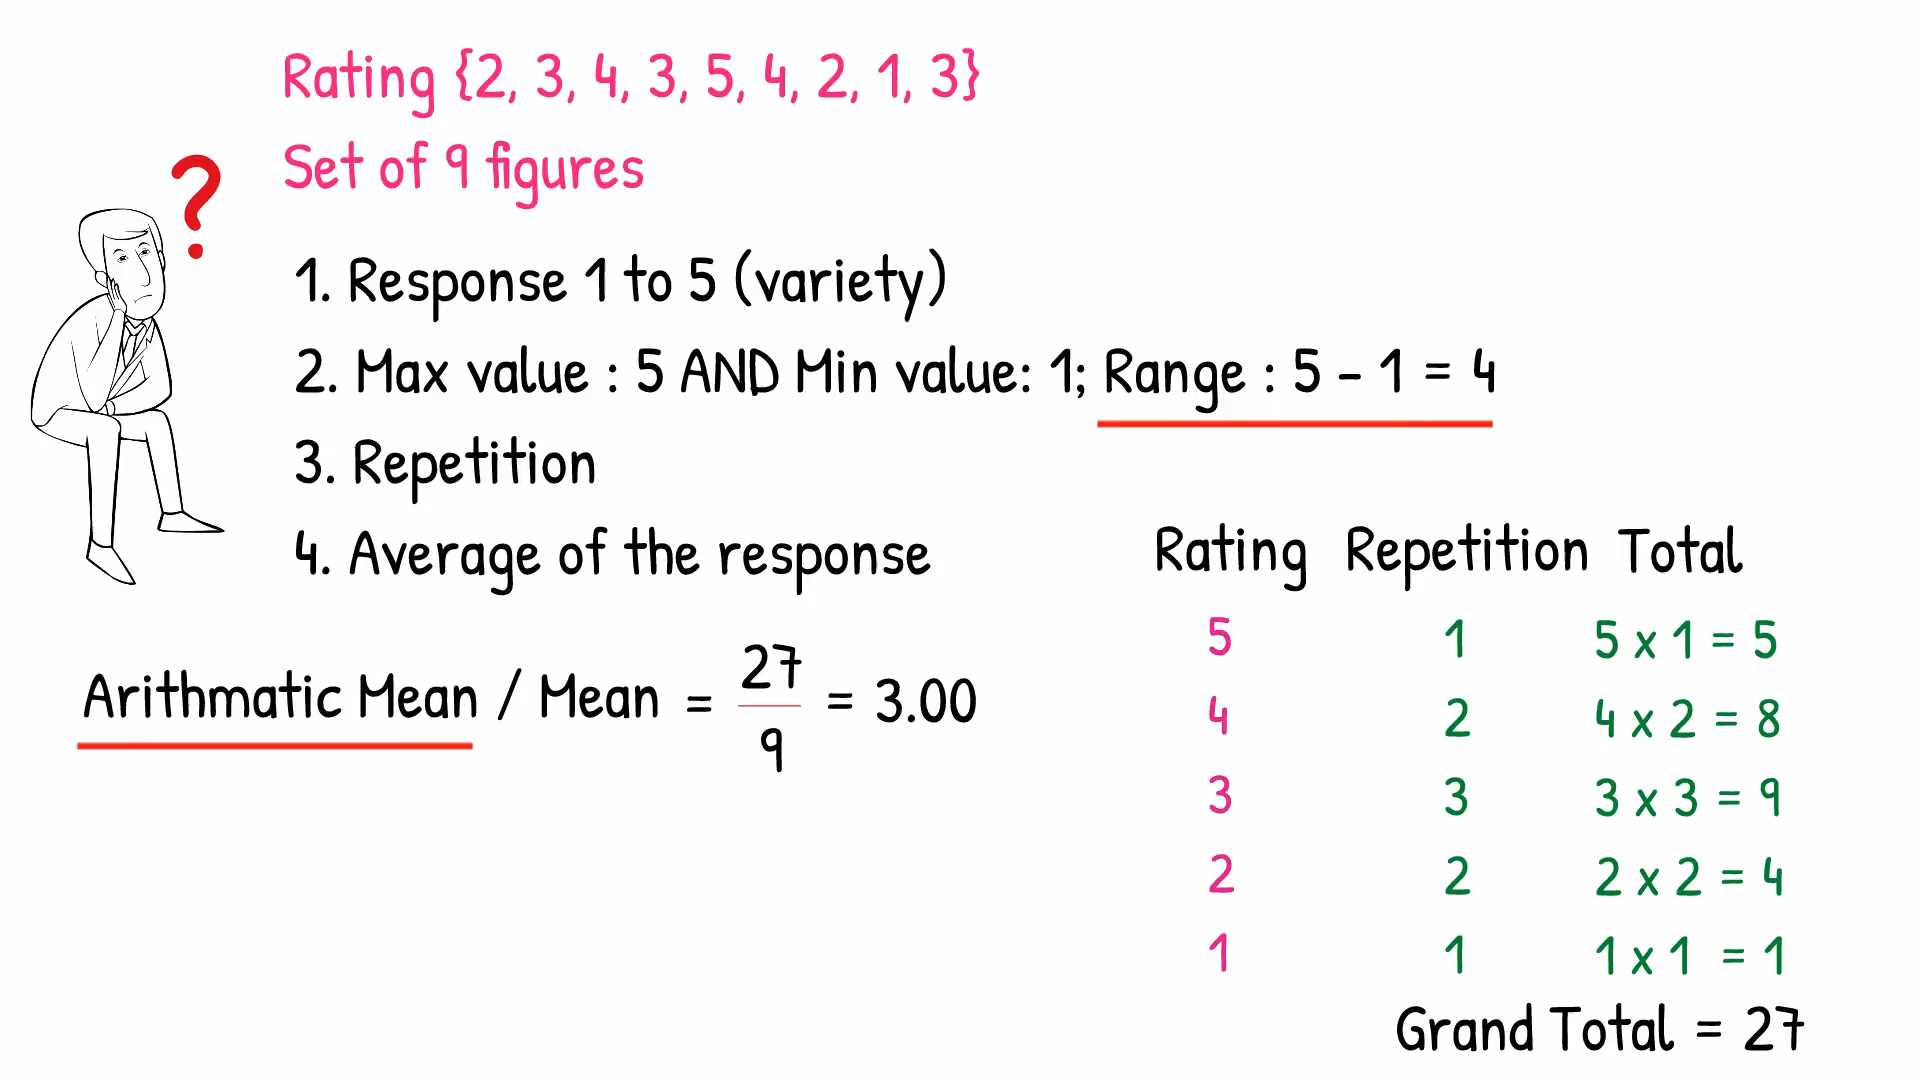 Rating {2, 3, 4, 3, 5, 4, 2, 1, 3}
Set of 9 figures
?
1. Response 1 to 5 (variety)
2. Max value : 5 AND Min value: 1; Range : 5 - 1 = 4
3. Repetition
4. Average of the response
Arithmatic Mean / Mean = 27/9 = 3.00
Rating Repetition Total
5 1 5 x 1 = 5
4 2 4 x 2 = 8
3 3 3 x 3 = 9
2 2 2 x 2 = 4
1 1 1 x 1 = 1
Grand Total = 27